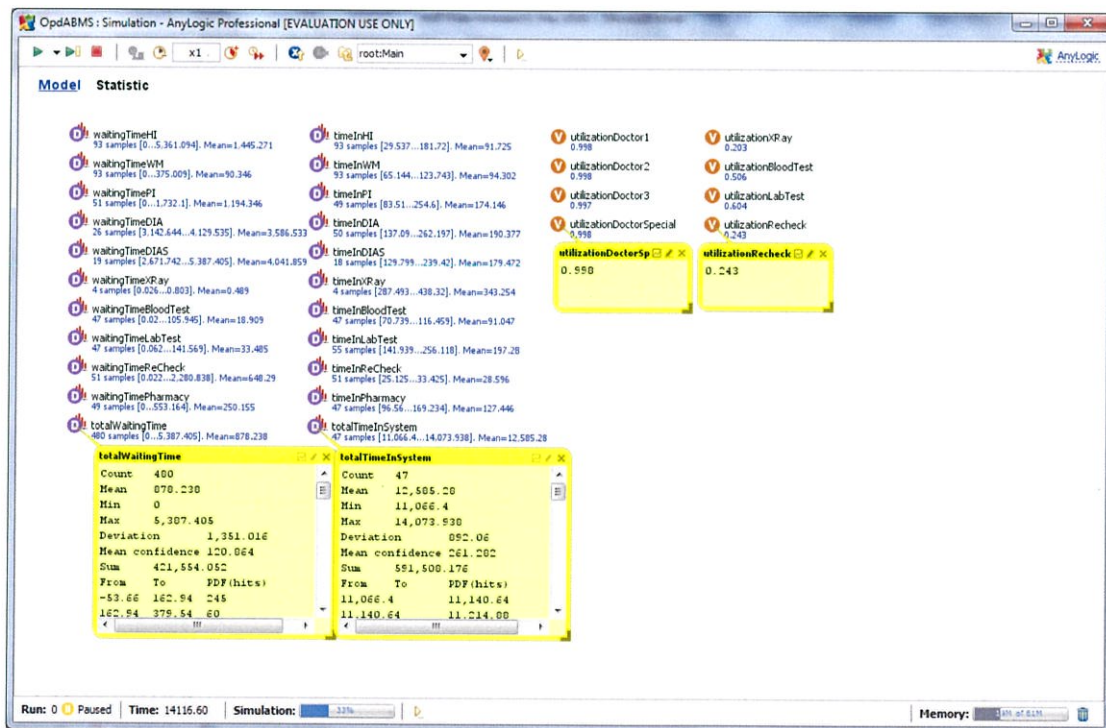 OpdABMS : Simulation - AnyLogic Professional [EVALUATION USE ONLY]
x1 root:Main AnyLogic
Model Statistic
waitingTimeHI
93 samples [0...5,361.094]. Mean=1,445.271
waitingTimeWM
93 samples [0...375.009]. Mean=90.346
waitingTimePI
51 samples [0...1,732.1]. Mean=1,194.346
waitingTimeDIA
26 samples [3,142.644...4,129.535]. Mean=3,586.533
waitingTimeDIAS
19 samples [2,671.742...5,387.405]. Mean=4,041.859
waitingTimeXRay
4 samples [0.026...0.803]. Mean=0.489
waitingTimeBloodTest
47 samples [0.02...105.945]. Mean=18.909
waitingTimeLabTest
47 samples [0.062...141.569]. Mean=33.485
waitingTimeReCheck
51 samples [0.022...2,280.838]. Mean=648.29
waitingTimePharmacy
49 samples [0...553.164]. Mean=250.155
totalWaitingTime
480 samples [0...5,387.405]. Mean=878.238
timeInHI
93 samples [29.537...181.72]. Mean=91.725
timeInWM
93 samples [65.144...123.743]. Mean=94.302
timeInPI
49 samples [83.51...254.6]. Mean=174.146
timeInDIA
50 samples [137.09...262.197]. Mean=190.377
timeInDIAS
18 samples [129.799...239.42]. Mean=179.472
timeInXRay
4 samples [287.493...438.32]. Mean=343.254
timeInBloodTest
47 samples [70.739...116.459]. Mean=91.047
timeInLabTest
55 samples [141.939...256.118]. Mean=197.28
timeInReCheck
51 samples [25.125...33.425]. Mean=28.596
timeInPharmacy
47 samples [96.56...169.234]. Mean=127.446
totalTimeInSystem
47 samples [11,066.4...14,073.938]. Mean=12,585.28
utilizationDoctor1
0.998
utilizationDoctor2
0.998
utilizationDoctor3
0.997
utilizationDoctorSpecial
0.998
utilizationXRay
0.203
utilizationBloodTest
0.506
utilizationLabTest
0.604
utilizationRecheck
0.243
utilizationDoctorSp
0.998
utilizationRecheck
0.243
totalWaitingTime
Count 480
Mean 878.238
Min 0
Max 5,387.405
Deviation 1,351.016
Mean confidence 120.864
Sum 421,554.052
From To PDF(hits)
-53.66 162.94 245
162.94 379.54 60
totalTimeInSystem
Count 47
Mean 12,585.28
Min 11,066.4
Max 14,073.938
Deviation 892.06
Mean confidence 261.282
Sum 591,508.176
From To PDF(hits)
11,066.4 11,140.64
11,140.64 11,214.88
Run: 0 Paused Time: 14116.60 Simulation: 33% Memory: of 61%